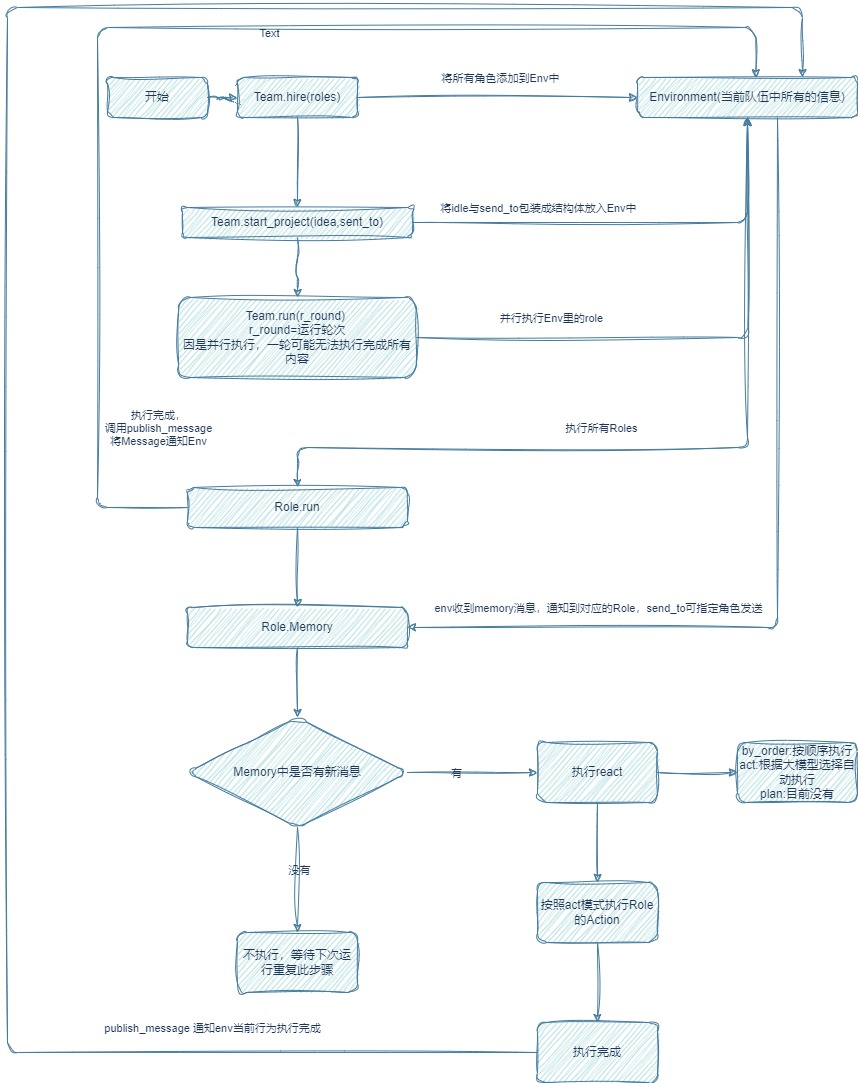 Text
将所有角色添加到Env中
开始
Team.hire(roles)
Environment(当前队伍中所有的信息)
将idle与send_to包装成结构体放入Env中
Team.start_project(idea,sent_to)
Team.run(r_round)
r_round=运行轮次
因是并行执行，一轮可能无法执行完成所有
内容
并行执行Env里的role
执行完成，
调用publish_message
将Message通知Env
执行所有Roles
Role.run
env收到memory消息，通知到对应的Role，send_to可指定角色发送
Role.Memory
Memory中是否有新消息
有
执行react
by_order:按顺序执行
act:根据大模型选择自
动执行
plan:目前没有
没有
按照act模式执行Role
的Action
不执行，等待下次运
行重复此步骤
publish_message 通知env当前行为执行完成
执行完成